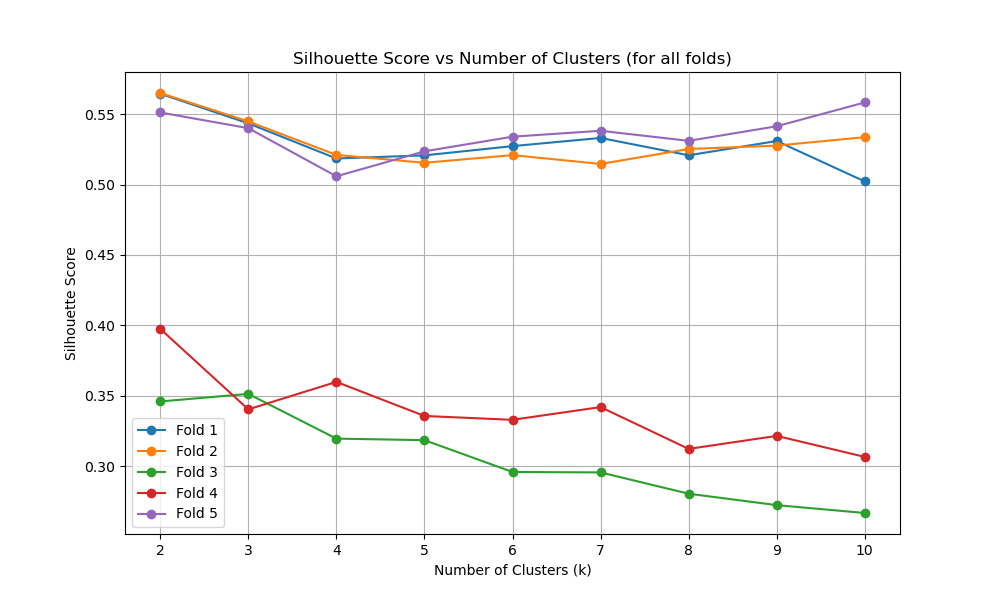 Silhouette Score vs Number of Clusters (for all folds)
Silhouette Score
0.55
0.50
0.45
0.40
0.35
0.30
Fold 1
Fold 2
Fold 3
Fold 4
Fold 5
2 3 4 5 6 7 8 9 10
Number of Clusters (k)